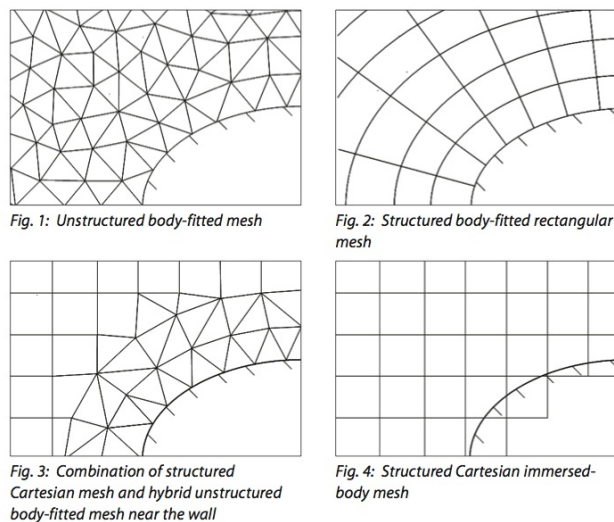 Fig. 1: Unstructured body-fitted mesh
Fig. 2: Structured body-fitted rectangular
mesh
Fig. 3: Combination of structured
Cartesian mesh and hybrid unstructured
body-fitted mesh near the wall
Fig. 4: Structured Cartesian immersed-
body mesh